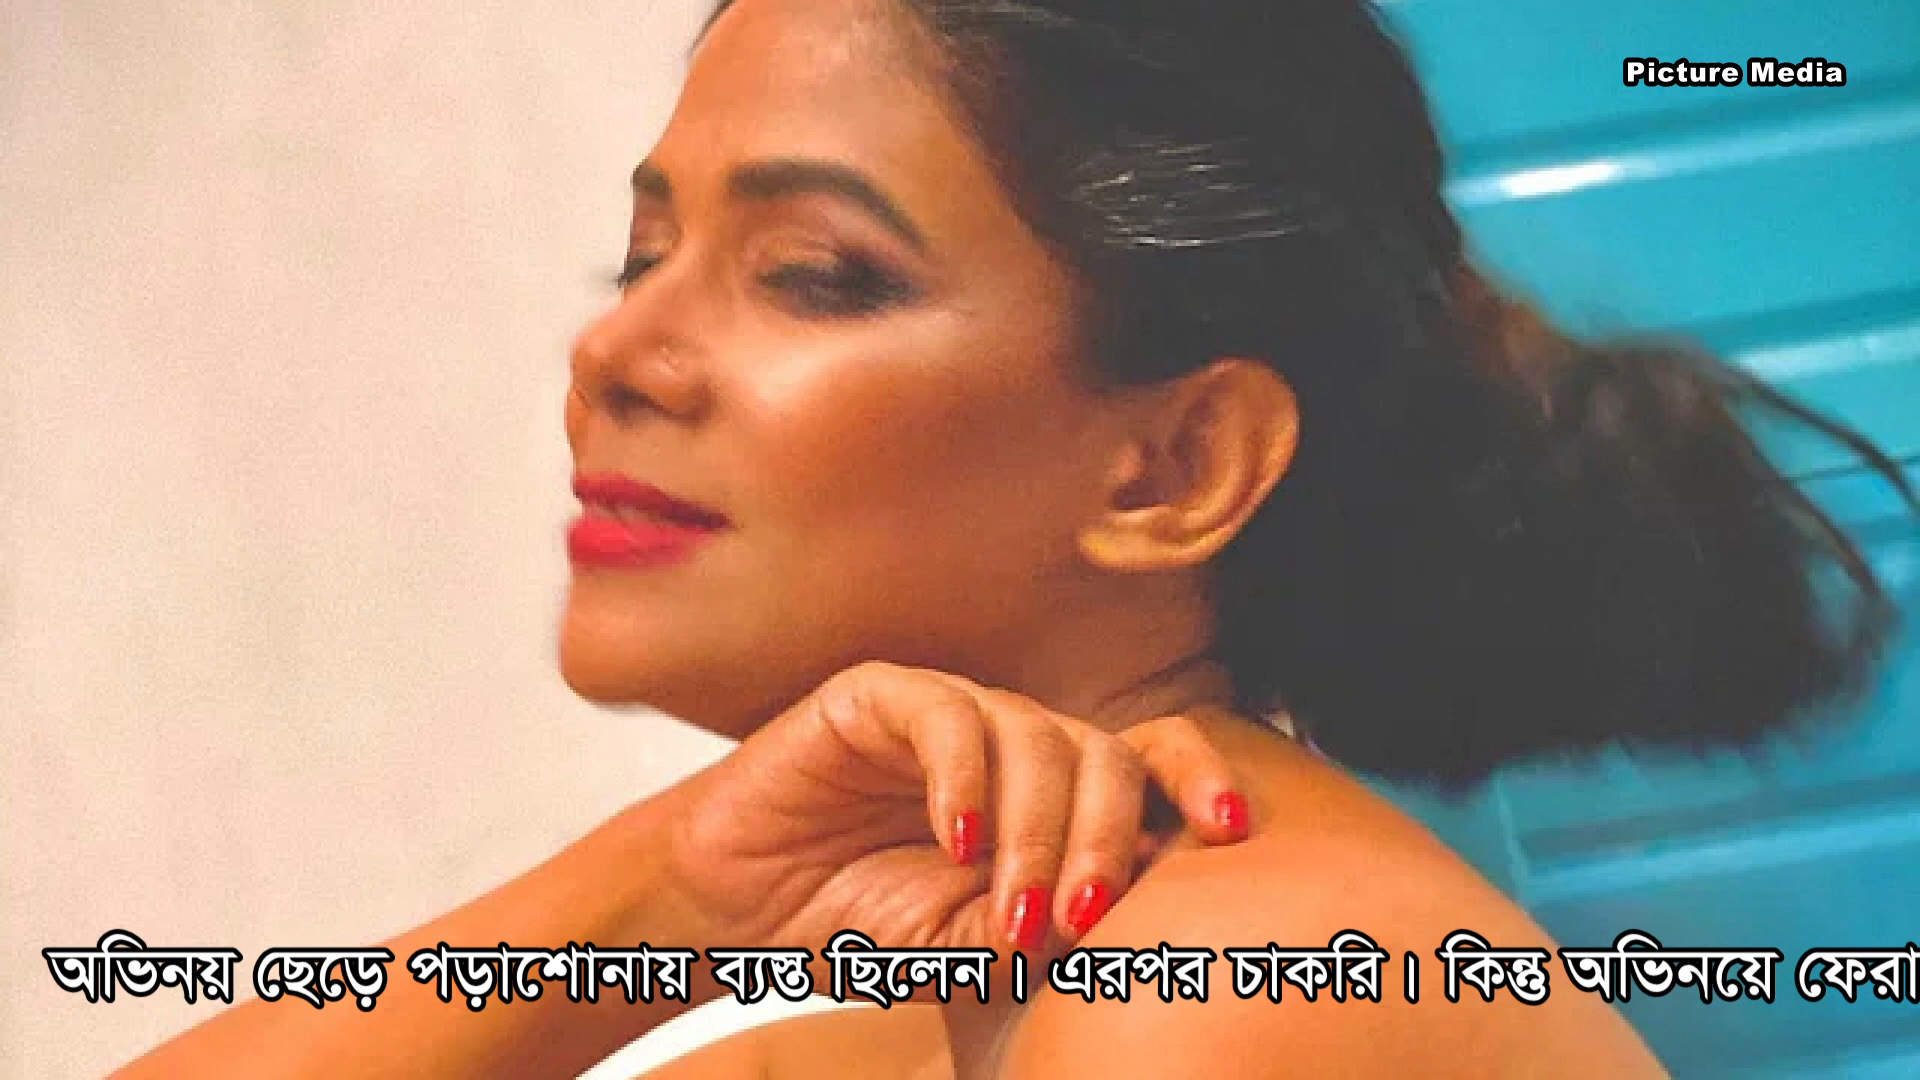 Picture Media
অভিনয় ছেড়ে পড়াশোনায় ব্যস্ত ছিলেন। এরপর চাকরি। কিন্তু অভিনয়ে ফেরা